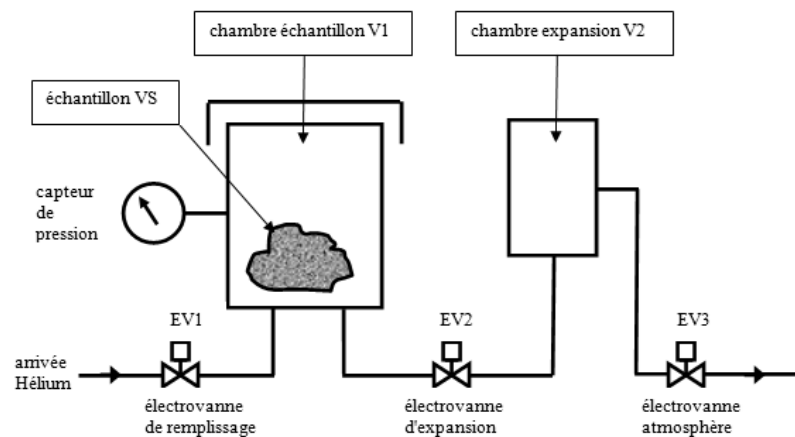 chambre échantillon V1
chambre expansion V2
échantillon VS
capteur
de
pression
EV1
EV2
EV3
arrivée
Hélium
électrovanne
de remplissage
électrovanne
d'expansion
électrovanne
atmosphère